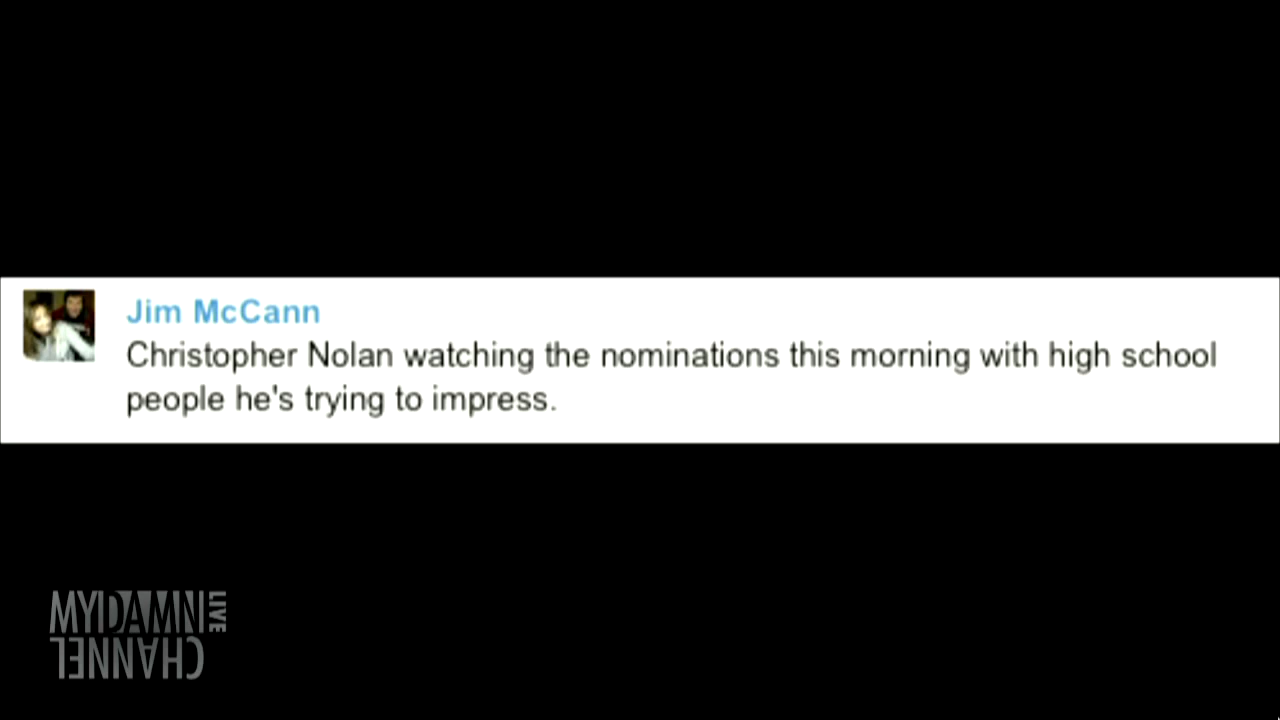 Jim McCann
Christopher Nolan watching the nominations this morning with high school
people he's trying to impress.
MYDAMN LIVE
CHANNEL